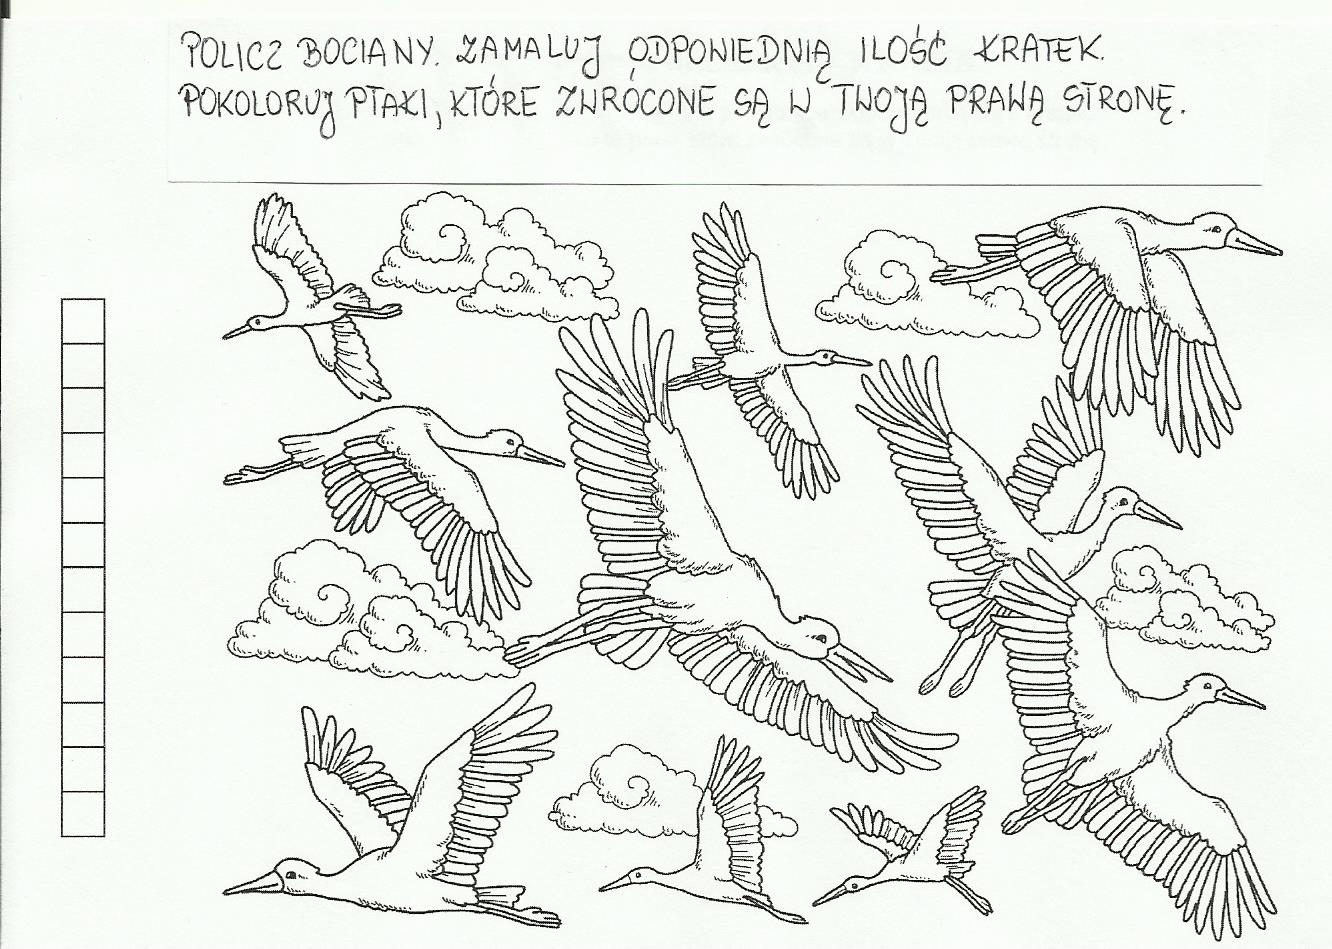 POLICZ BOCIANY. ZAMALUJ ODPOWIEDNIĄ ILOŚĆ KRATEK.
POKOLORUJ PTAKI, KTÓRE ZWRÓCONE SĄ W TWOJĄ PRAWĄ STRONĘ.